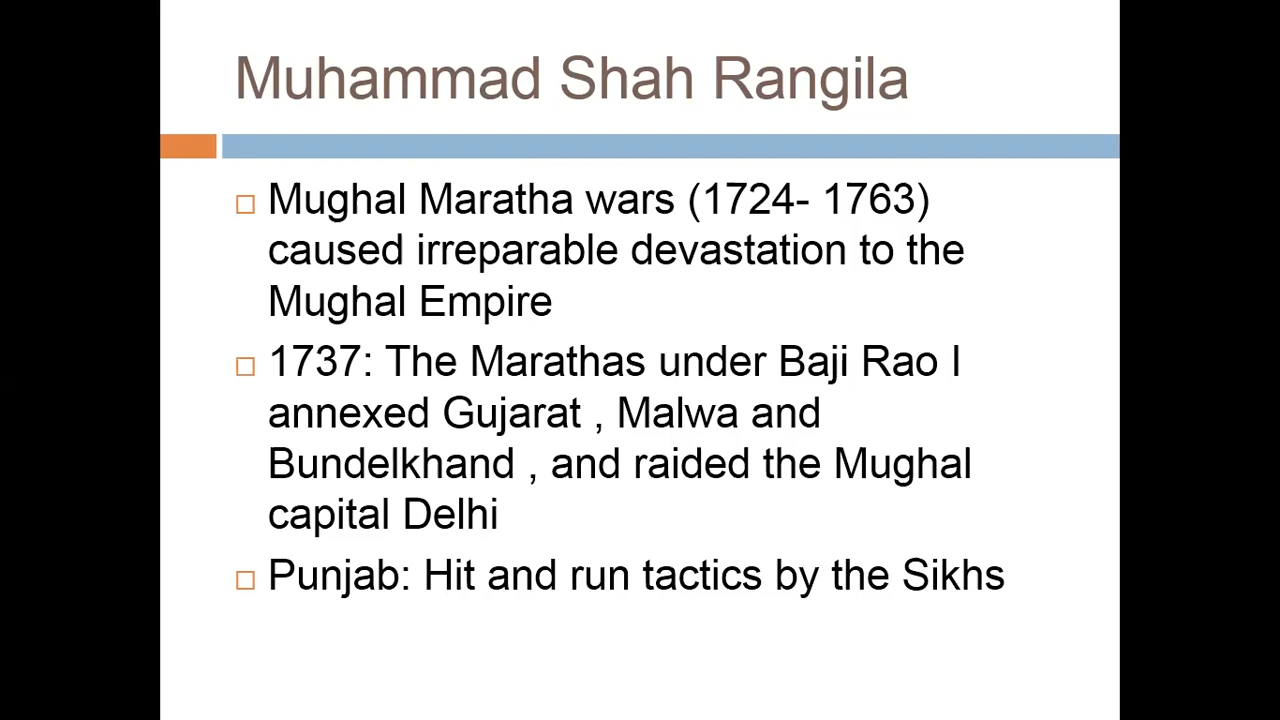 Muhammad Shah Rangila
Mughal Maratha wars (1724- 1763)
caused irreparable devastation to the
Mughal Empire
1737: The Marathas under Baji Rao I
annexed Gujarat , Malwa and
Bundelkhand , and raided the Mughal
capital Delhi
Punjab: Hit and run tactics by the Sikhs